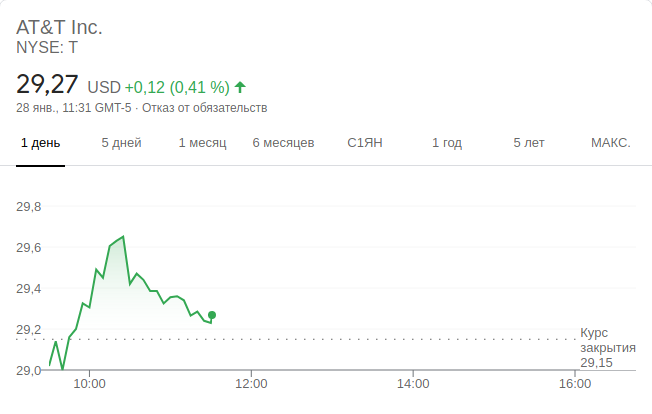 AT&T Inc.
NYSE: T
29,27 USD +0,12 (0,41 %)
28 янв., 11:31 GMT-5 · Отказ от обязательств
1 день 5 дней 1 месяц 6 месяцев С1ЯН 1 год 5 лет МАКС.
29,8
29,6
29,4
29,2
Курс
закрытия
29,15
29,0
10:00 12:00 14:00 16:00